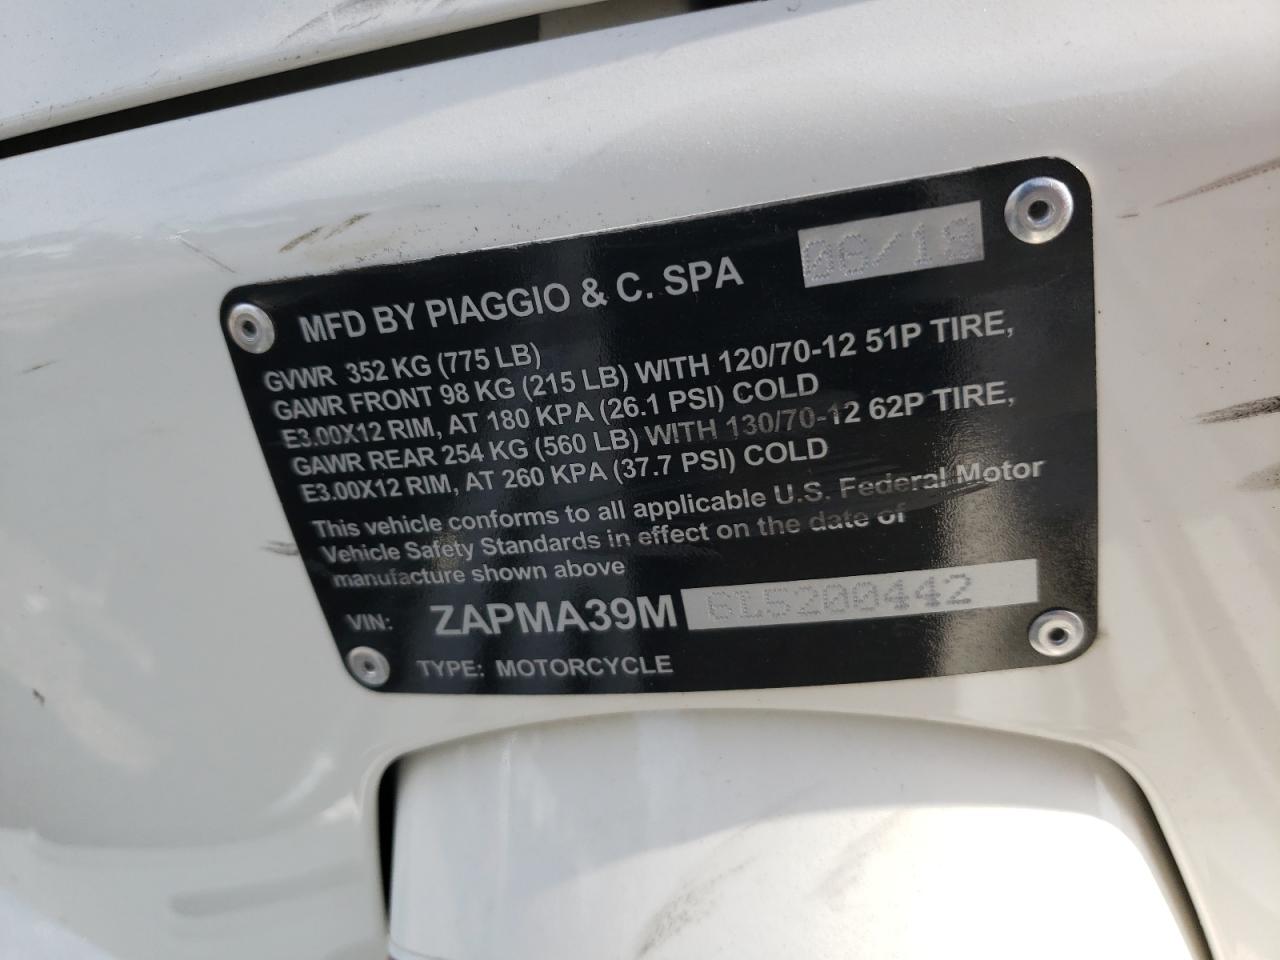 MFD BY PIAGGIO & C. SPA 06/19
GVWR 352 KG (775 LB)
GAWR FRONT 98 KG (215 LB) WITH 120/70-12 51P TIRE,
E3.00X12 RIM, AT 180 KPA (26.1 PSI) COLD
GAWR REAR 254 KG (560 LB) WITH 130/70-12 62P TIRE,
E3.00X12 RIM, AT 260 KPA (37.7 PSI) COLD
This vehicle conforms to all applicable U.S. Federal Motor
Vehicle Safety Standards in effect on the date of
manufacture shown above
VIN: ZAPMA39M 6L5200442
TYPE: MOTORCYCLE